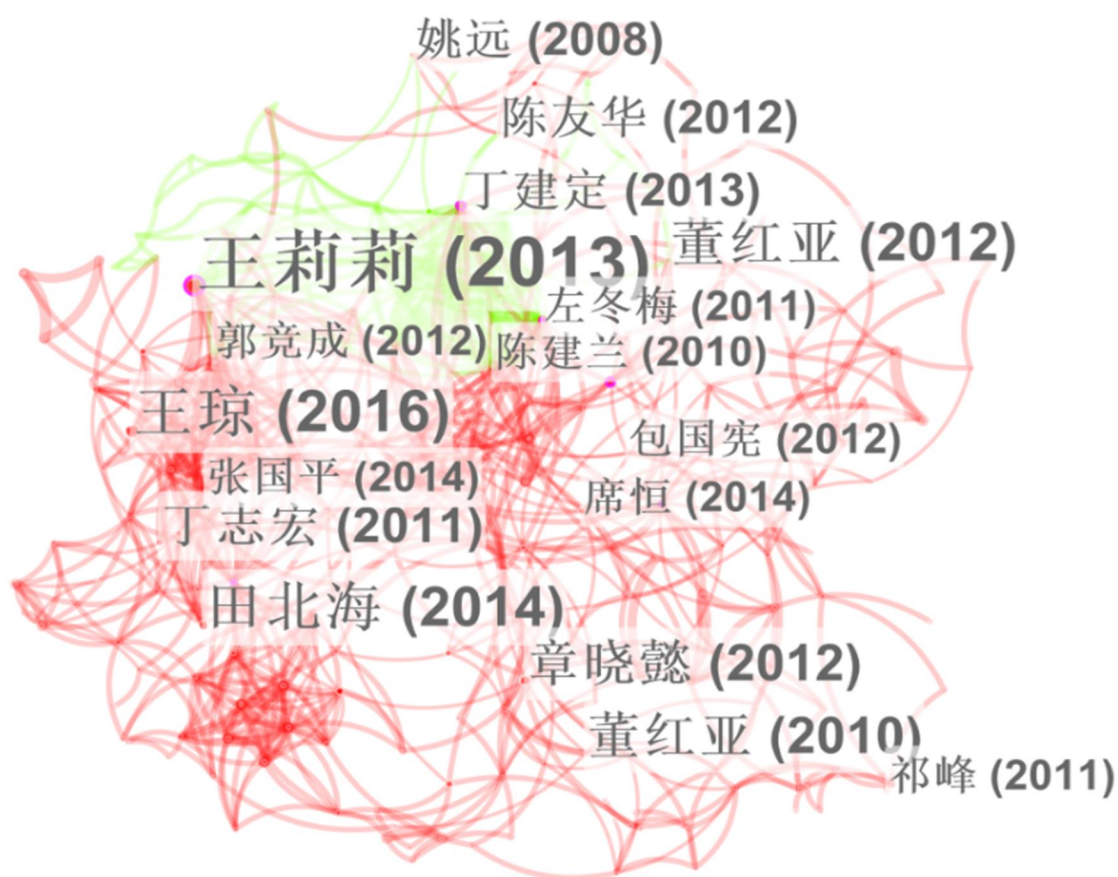 姚远 (2008)
陈友华 (2012)
丁建定 (2013)
董红亚 (2012)
王莉莉 (2013)
左冬梅 (2011)
郭竞成 (2012)
陈建兰 (2010)
王琼 (2016)
包国宪 (2012)
张国平 (2014)
席恒 (2014)
丁志宏 (2011)
田北海 (2014)
章晓懿 (2012)
董红亚 (2010)
祁峰 (2011)